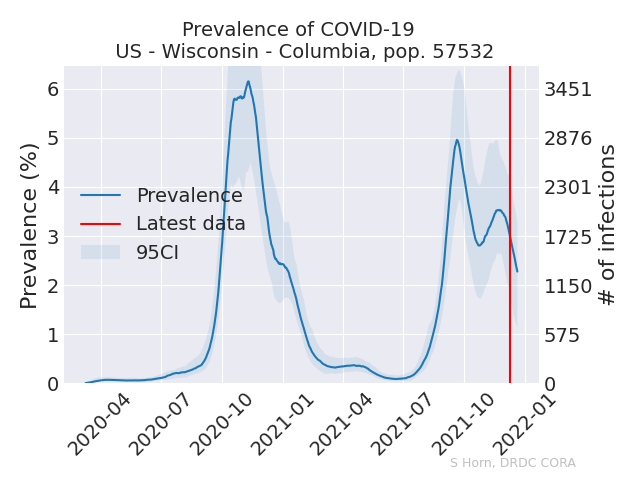 Prevalence of COVID-19
US - Wisconsin - Columbia, pop. 57532
Prevalence (%)
6
5
4
3
2
1
0
3451
2876
2301
1725
1150
575
0
# of infections
Prevalence
Latest data
95CI
2020-04
2020-07
2020-10
2021-01
2021-04
2021-07
2021-10
2022-01
S Horn, DRDC CORA